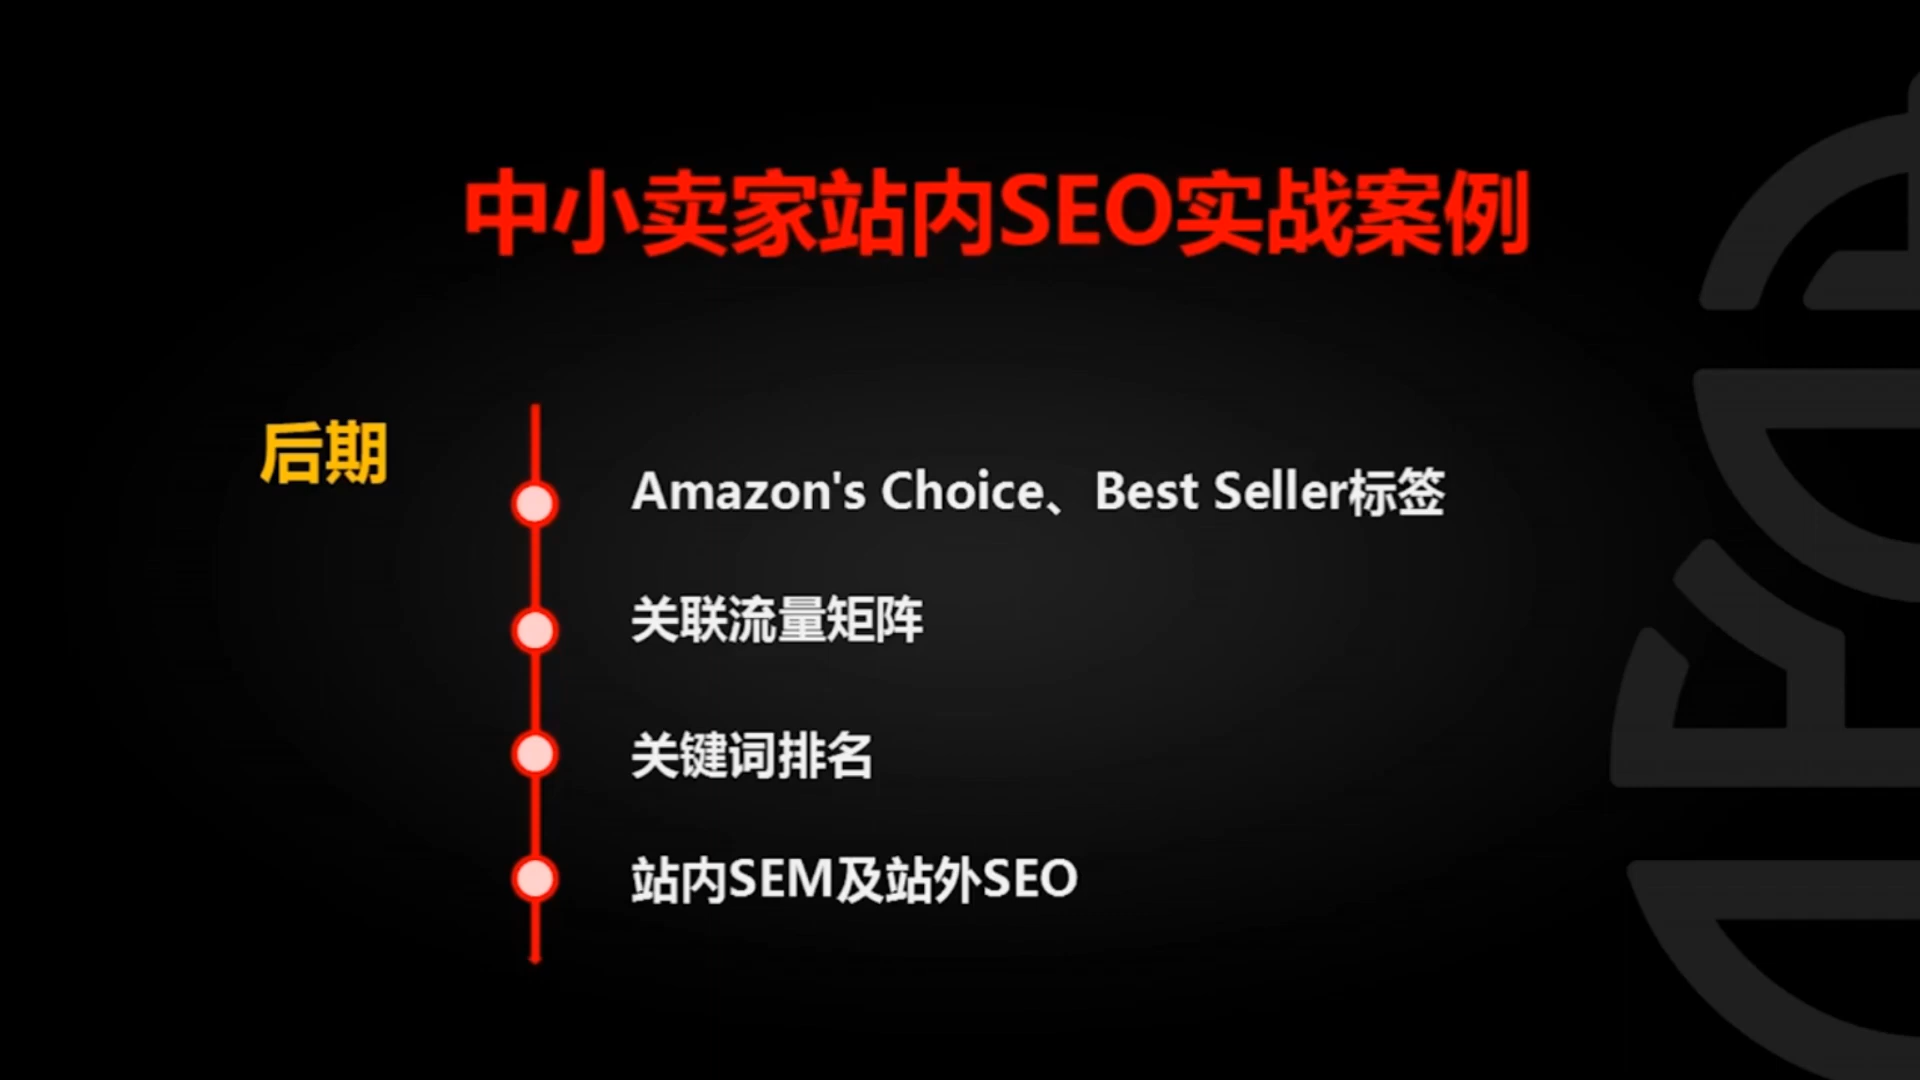 中小卖家站内SEO实战案例
后期
Amazon's Choice、Best Seller标签
关联流量矩阵
关键词排名
站内SEM及站外SEO